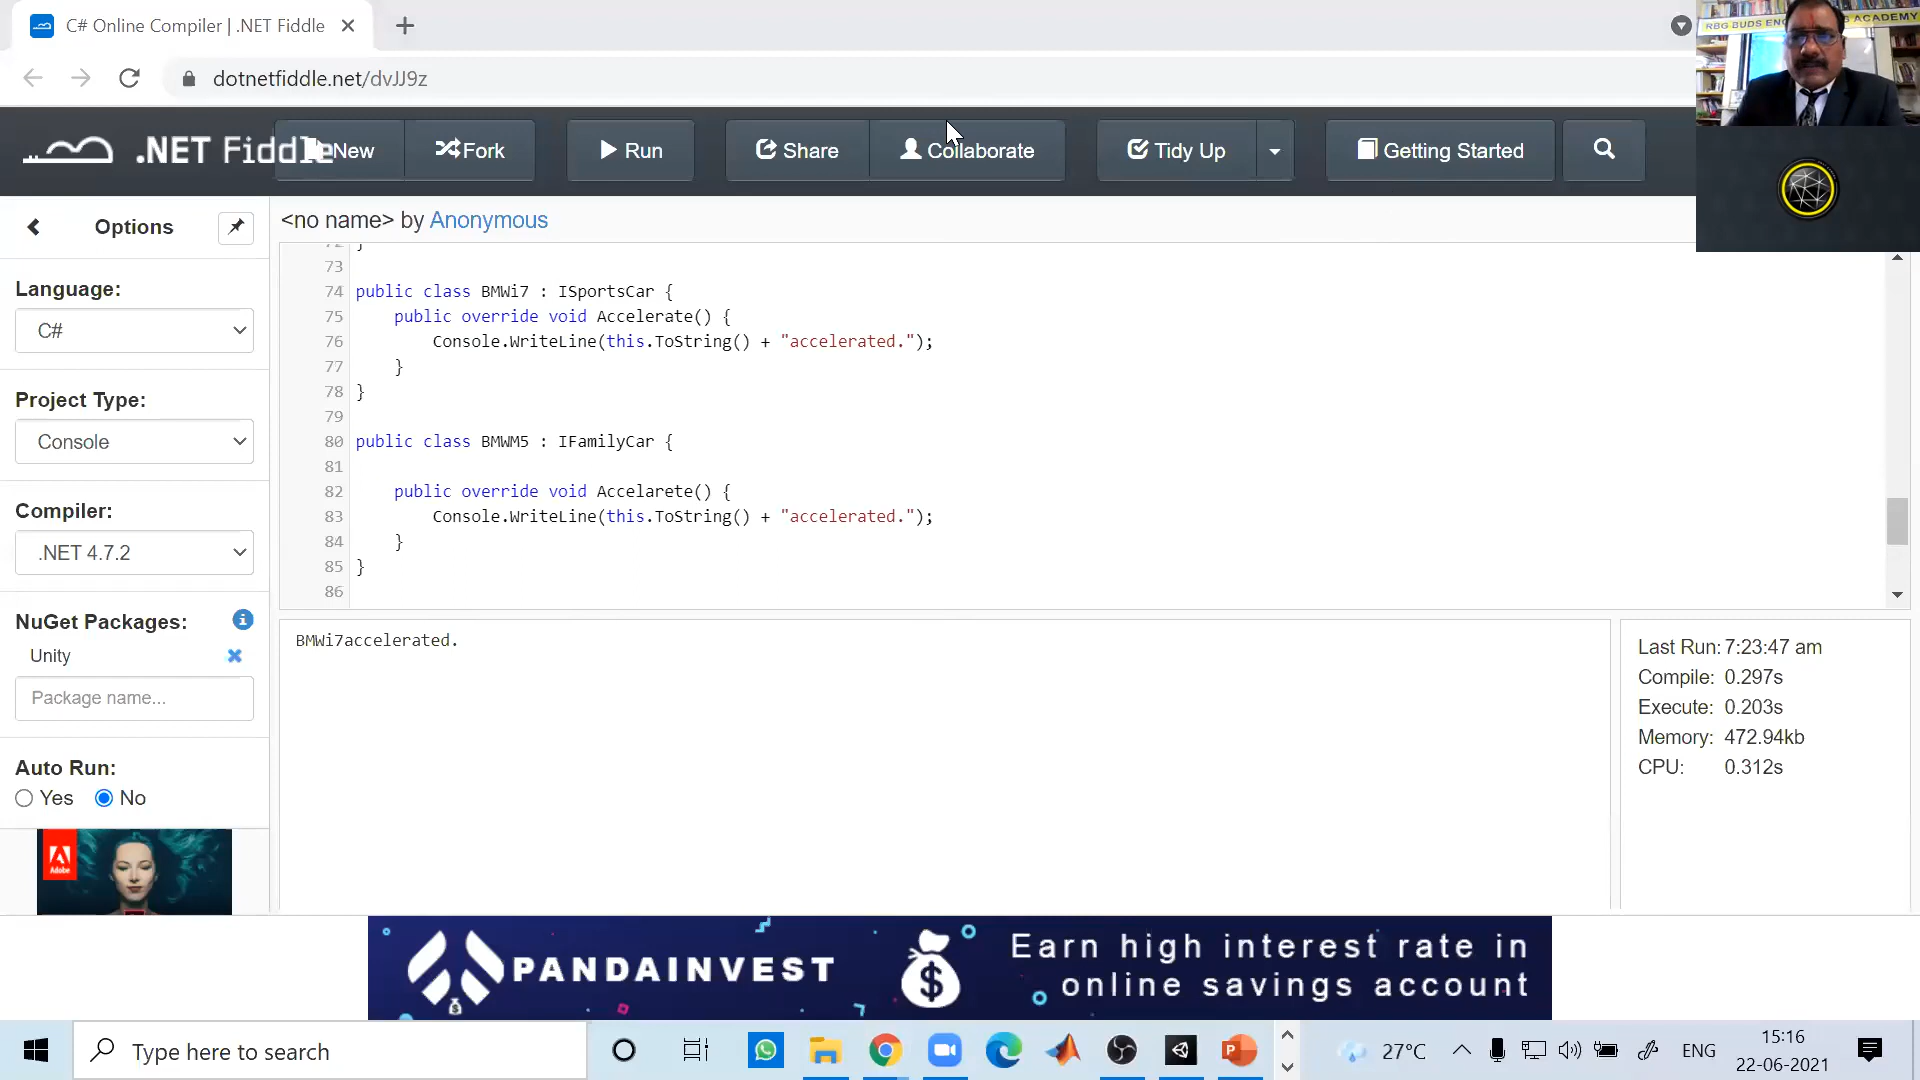 C# Online Compiler | .NET Fiddle
dotnetfiddle.net/dvJJ9z
RBG BUDS ENG ACADEMY
.NET Fiddle
New
Fork
Run
Share
Collaborate
Tidy Up
Getting Started
Options
<no name> by Anonymous
Language:
C#
Project Type:
Console
Compiler:
.NET 4.7.2
NuGet Packages:
Unity
Package name...
Auto Run:
Yes No
Adobe
72 }
73
74 public class BMWi7 : ISportsCar {
75 public override void Accelerate() {
76 Console.WriteLine(this.ToString() + "accelerated.");
77 }
78 }
79
80 public class BMWM5 : IFamilyCar {
81
82 public override void Accelarete() {
83 Console.WriteLine(this.ToString() + "accelerated.");
84 }
85 }
86
BMWi7accelerated.
Last Run: 7:23:47 am
Compile: 0.297s
Execute: 0.203s
Memory: 472.94kb
CPU: 0.312s
PANDAINVEST
Earn high interest rate in
online savings account
Type here to search
27°C
ENG
15:16
22-06-2021